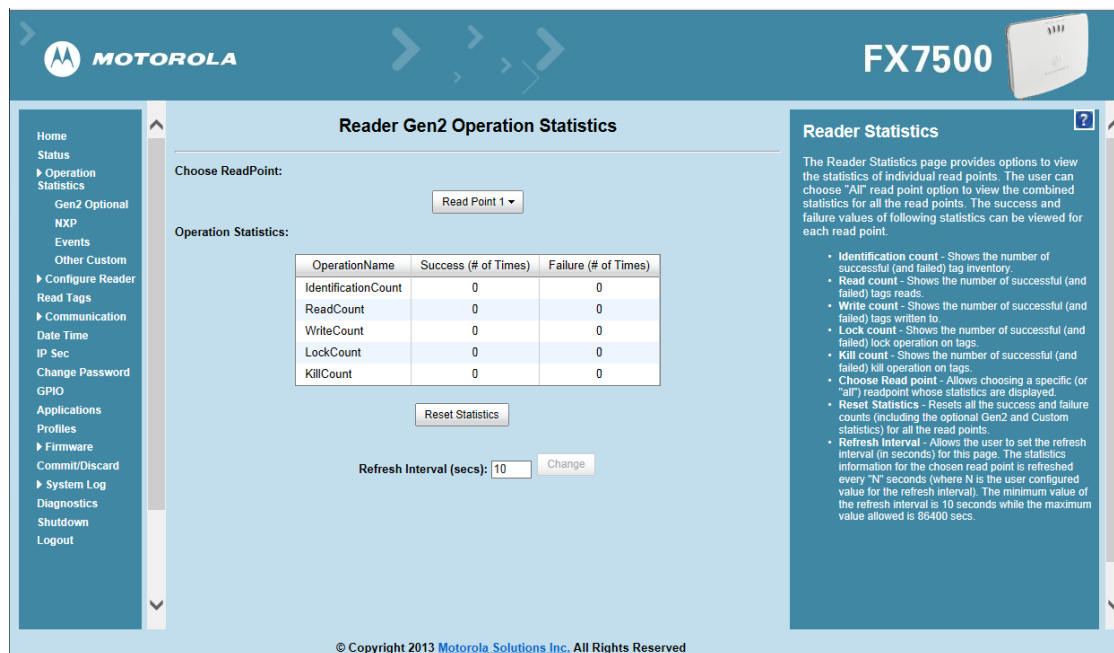 MOTOROLA
FX7500
Home
Status
Operation
Statistics
Gen2 Optional
NXP
Events
Other Custom
Configure Reader
Read Tags
Communication
Date Time
IP Sec
Change Password
GPIO
Applications
Profiles
Firmware
Commit/Discard
System Log
Diagnostics
Shutdown
Logout
Reader Gen2 Operation Statistics
Choose ReadPoint:
Read Point 1
Operation Statistics:
OperationName Success (# of Times) Failure (# of Times)
IdentificationCount 0 0
ReadCount 0 0
WriteCount 0 0
LockCount 0 0
KillCount 0 0
Reset Statistics
Refresh Interval (secs): 10 Change
?
Reader Statistics
The Reader Statistics page provides options to view
the statistics of individual read points. The user can
choose "All" read point option to view the combined
statistics for all the read points. The success and
failure values of following statistics can be viewed for
each read point.
• Identification count - Shows the number of
successful (and failed) tag inventory.
• Read count - Shows the number of successful (and
failed) tags reads.
• Write count - Shows the number of successful (and
failed) tags written to.
• Lock count - Shows the number of successful (and
failed) lock operation on tags.
• Kill count - Shows the number of successful (and
failed) kill operation on tags.
• Choose Read point - Allows choosing a specific (or
"all") readpoint whose statistics are displayed.
• Reset Statistics - Resets all the success and failure
counts (including the optional Gen2 and Custom
statistics) for all the read points.
• Refresh Interval - Allows the user to set the refresh
interval (in seconds) for this page. The statistics
information for the chosen read point is refreshed
every "N" seconds (where N is the user configured
value for the refresh interval). The minimum value of
the refresh interval is 10 seconds while the maximum
value allowed is 86400 secs.
© Copyright 2013 Motorola Solutions Inc. All Rights Reserved